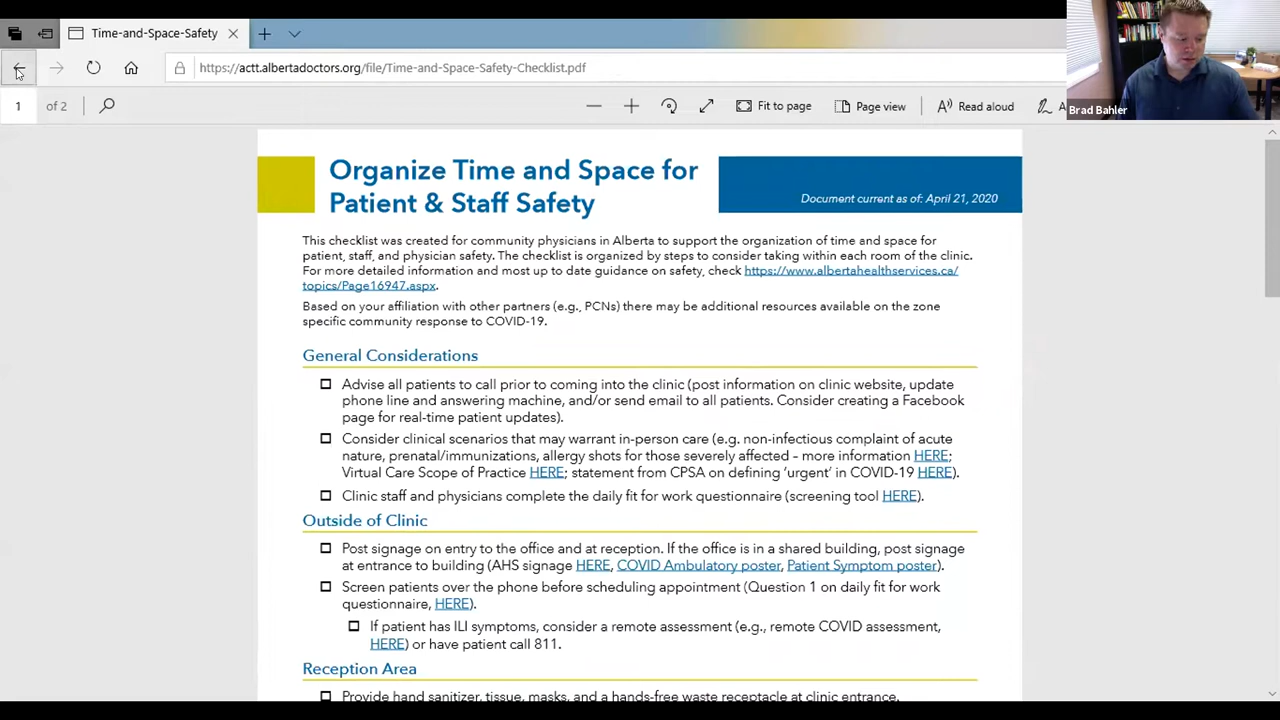 Time-and-Space-Safety
https://actt.albertadoctors.org/file/Time-and-Space-Safety-Checklist.pdf
Brad Bahler
1 of 2
Fit to page
Page view
Read aloud
Organize Time and Space for
Patient & Staff Safety
Document current as of: April 21, 2020
This checklist was created for community physicians in Alberta to support the organization of time and space for
patient, staff, and physician safety. The checklist is organized by steps to consider taking within each room of the clinic.
For more detailed information and most up to date guidance on safety, check https://www.albertahealthservices.ca/
topics/Page16947.aspx.
Based on your affiliation with other partners (e.g., PCNs) there may be additional resources available on the zone
specific community response to COVID-19.
General Considerations
Advise all patients to call prior to coming into the clinic (post information on clinic website, update
phone line and answering machine, and/or send email to all patients. Consider creating a Facebook
page for real-time patient updates).
Consider clinical scenarios that may warrant in-person care (e.g. non-infectious complaint of acute
nature, prenatal/immunizations, allergy shots for those severely affected – more information HERE;
Virtual Care Scope of Practice HERE; statement from CPSA on defining ‘urgent’ in COVID-19 HERE).
Clinic staff and physicians complete the daily fit for work questionnaire (screening tool HERE).
Outside of Clinic
Post signage on entry to the office and at reception. If the office is in a shared building, post signage
at entrance to building (AHS signage HERE, COVID Ambulatory poster, Patient Symptom poster).
Screen patients over the phone before scheduling appointment (Question 1 on daily fit for work
questionnaire, HERE).
If patient has ILI symptoms, consider a remote assessment (e.g., remote COVID assessment,
HERE) or have patient call 811.
Reception Area
Provide hand sanitizer, tissue, masks, and a hands-free waste receptacle at clinic entrance.